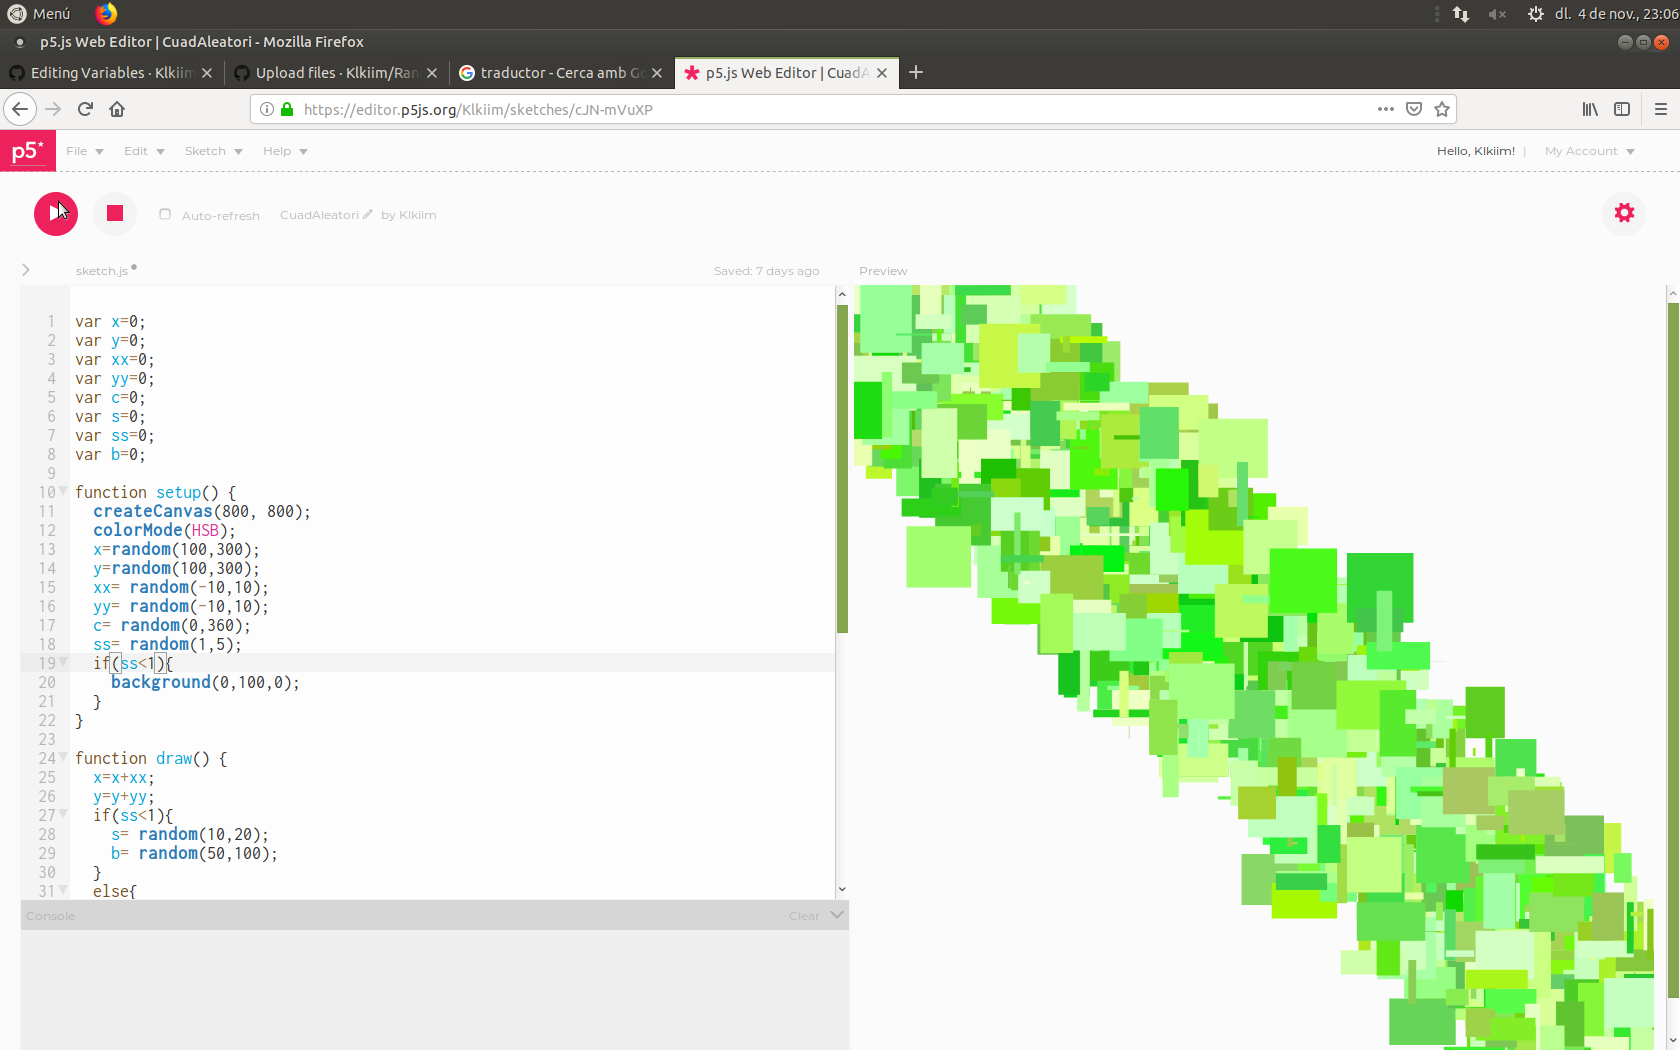 Menú
dl. 4 de nov., 23:06
p5.js Web Editor | CuadAleatori - Mozilla Firefox
Editing Variables · Klkiim
Upload files · Klkiim/Ran
traductor - Cerca amb Go
p5.js Web Editor | CuadA
https://editor.p5js.org/Klkiim/sketches/cJN-mVuXP
p5*
File
Edit
Sketch
Help
Hello, Klkiim!
|
My Account
Auto-refresh
CuadAleatori
by Klkiim
sketch.js
Saved: 7 days ago
Preview
1 var x=0;
2 var y=0;
3 var xx=0;
4 var yy=0;
5 var c=0;
6 var s=0;
7 var ss=0;
8 var b=0;
9
10 function setup() {
11 createCanvas(800, 800);
12 colorMode(HSB);
13 x=random(100,300);
14 y=random(100,300);
15 xx= random(-10,10);
16 yy= random(-10,10);
17 c= random(0,360);
18 ss= random(1,5);
19 if(ss<1){
20 background(0,100,0);
21 }
22 }
23
24 function draw() {
25 x=x+xx;
26 y=y+yy;
27 if(ss<1){
28 s= random(10,20);
29 b= random(50,100);
30 }
31 else{
Console
Clear